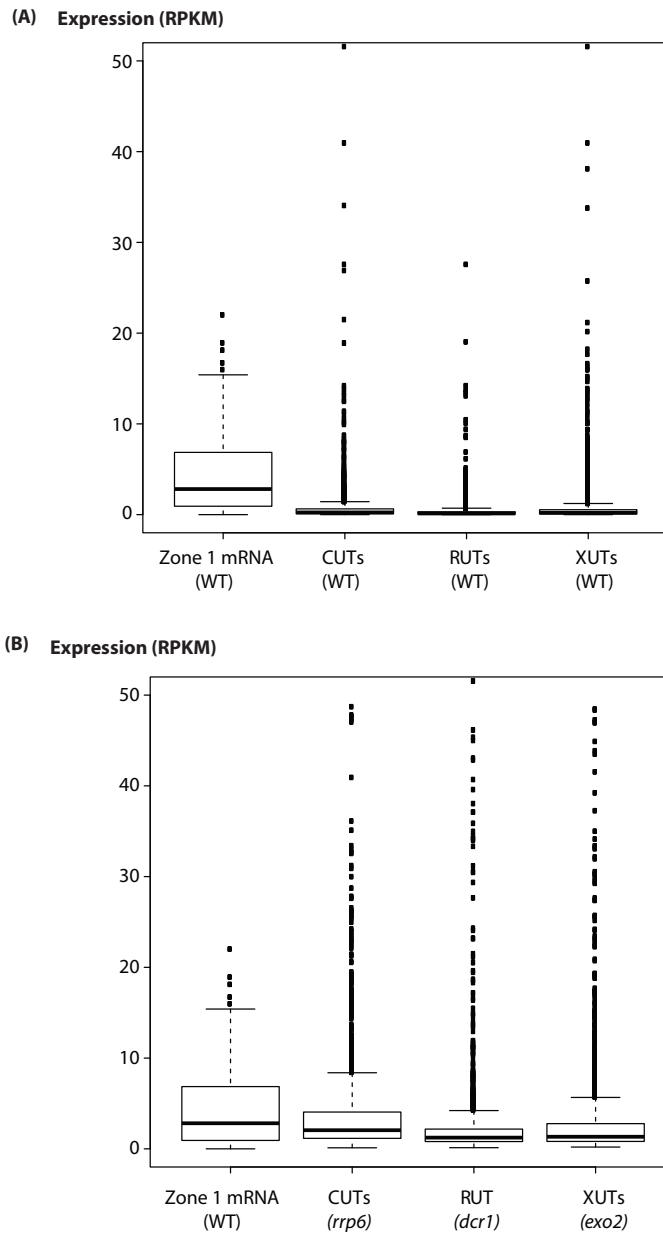 (A) Expression (RPKM)
50
40
30
20
10
0
Zone 1 mRNA CUTs RUTs XUTs
(WT) (WT) (WT) (WT)
(B) Expression (RPKM)
50
40
30
20
10
0
Zone 1 mRNA CUTs RUT XUTs
(WT) (rrp6) (dcr1) (exo2)